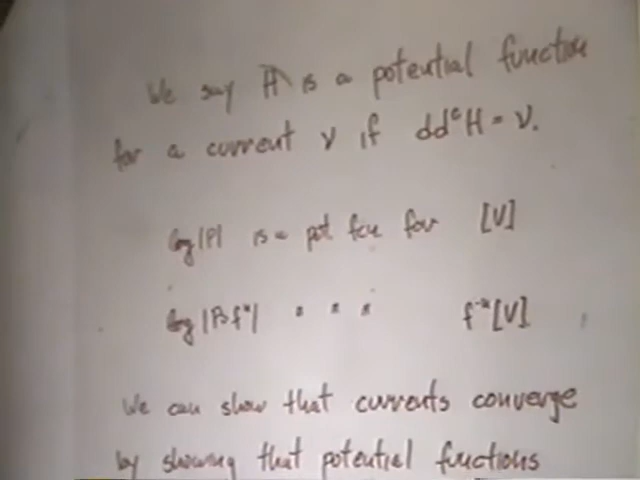 We say H is a potential function
for a current ν if dd^c H = ν.
log |P| is a pot fcn for [V]
log |P∘f^n| " " " f^-n [V]
We can show that currents converge
by showing that potential functions